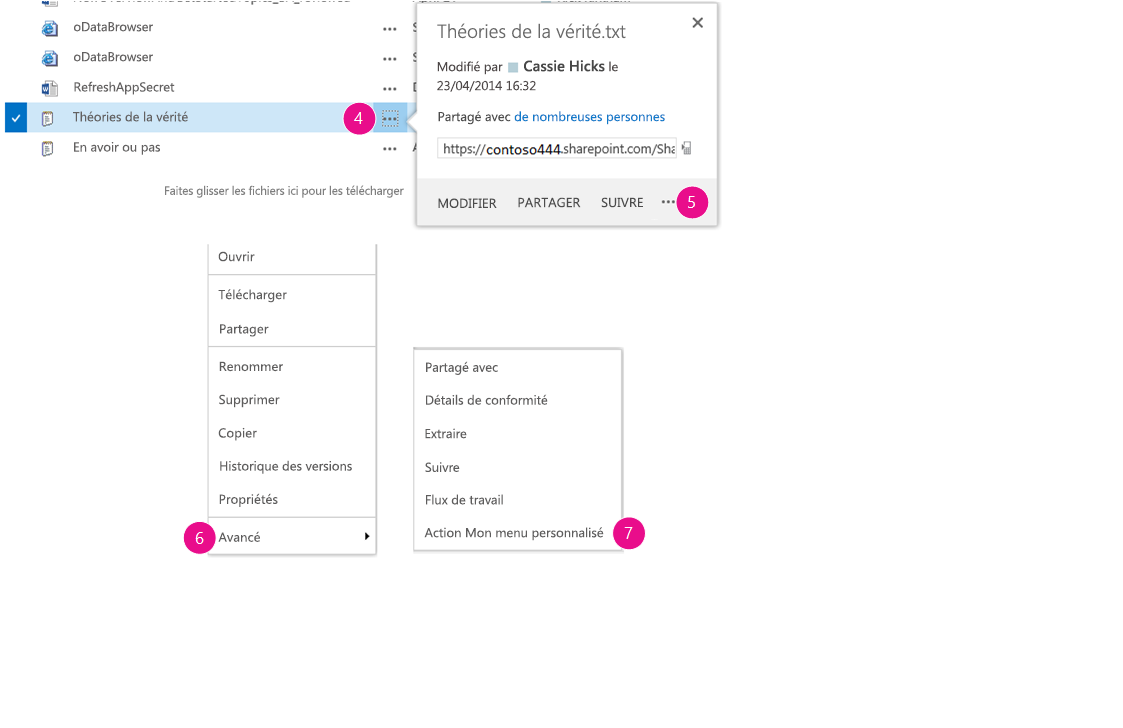 oDataBrowser ...
oDataBrowser ...
RefreshAppSecret ...
Théories de la vérité 4 ...
En avoir ou pas ...
Faites glisser les fichiers ici pour les télécharger
Théories de la vérité.txt
Modifié par Cassie Hicks le
23/04/2014 16:32
Partagé avec de nombreuses personnes
https://contoso444.sharepoint.com/Sha
MODIFIER PARTAGER SUIVRE ... 5
Ouvrir
Télécharger
Partager
Renommer
Supprimer
Copier
Historique des versions
Propriétés
6 Avancé
Partagé avec
Détails de conformité
Extraire
Suivre
Flux de travail
Action Mon menu personnalisé 7